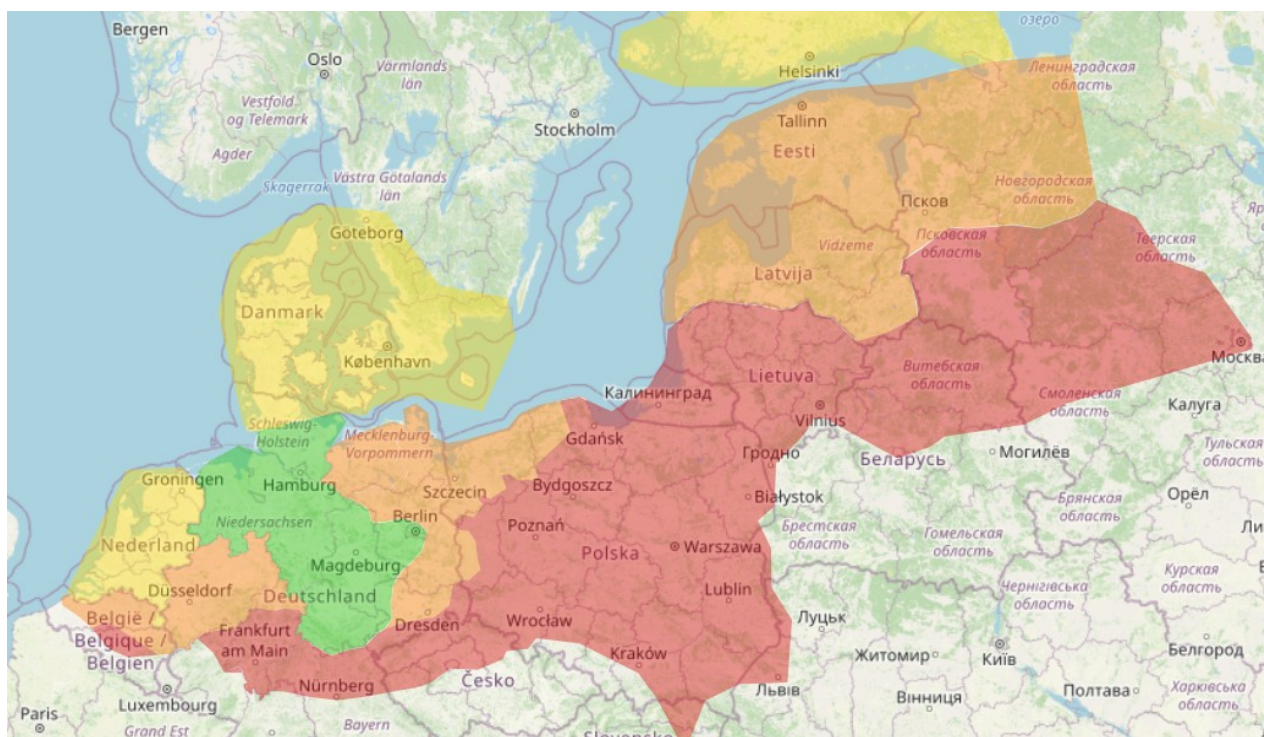 Bergen
Oslo
Värmlands
län
Vestfold
og Telemark
Agder
Skagerrak
Västra Götalands
län
Stockholm
озеро
Helsinki
Ленинградская
область
Tallinn
Eesti
Новгородская
область
Псков
Göteborg
Vidzeme
Псковская
область
Тверская
область
Latvija
Danmark
København
Москва
Lietuva
Витебская
область
Калининград
Смоленская
область
Калуга
Vilnius
Schleswig-
Holstein
Mecklenburg-
Vorpommern
Gdańsk
Гродно
Беларусь
Могилёв
Тульская
область
Groningen
Hamburg
Szczecin
Bydgoszcz
Białystok
Брянская
область
Орёл
Niedersachsen
Berlin
Poznań
Брестская
область
Гомельская
область
Ли
Nederland
Magdeburg
Polska
Warszawa
Курская
область
Düsseldorf
Deutschland
Lublin
Чернігівська
область
België /
Belgique /
Belgien
Frankfurt
am Main
Dresden
Wrocław
Луцьк
Київ
Белгород
Kraków
Житомир
Nürnberg
Česko
Львів
Вінниця
Полтава
Харківська
область
Luxembourg
Paris
Grand Est
Bayern
Slovensko